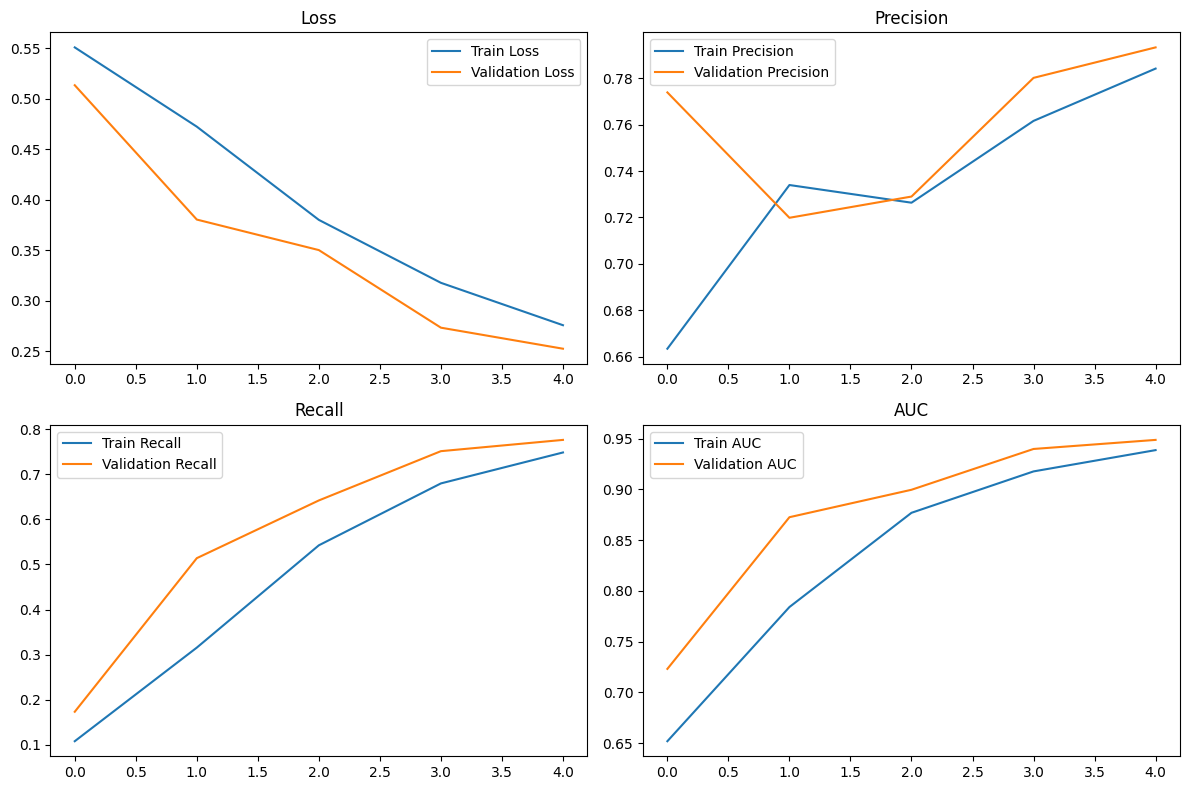 Loss
Train Loss
Validation Loss
0.55
0.50
0.45
0.40
0.35
0.30
0.25
0.0 0.5 1.0 1.5 2.0 2.5 3.0 3.5 4.0
Precision
Train Precision
Validation Precision
0.78
0.76
0.74
0.72
0.70
0.68
0.66
0.0 0.5 1.0 1.5 2.0 2.5 3.0 3.5 4.0
Recall
Train Recall
Validation Recall
0.8
0.7
0.6
0.5
0.4
0.3
0.2
0.1
0.0 0.5 1.0 1.5 2.0 2.5 3.0 3.5 4.0
AUC
Train AUC
Validation AUC
0.95
0.90
0.85
0.80
0.75
0.70
0.65
0.0 0.5 1.0 1.5 2.0 2.5 3.0 3.5 4.0